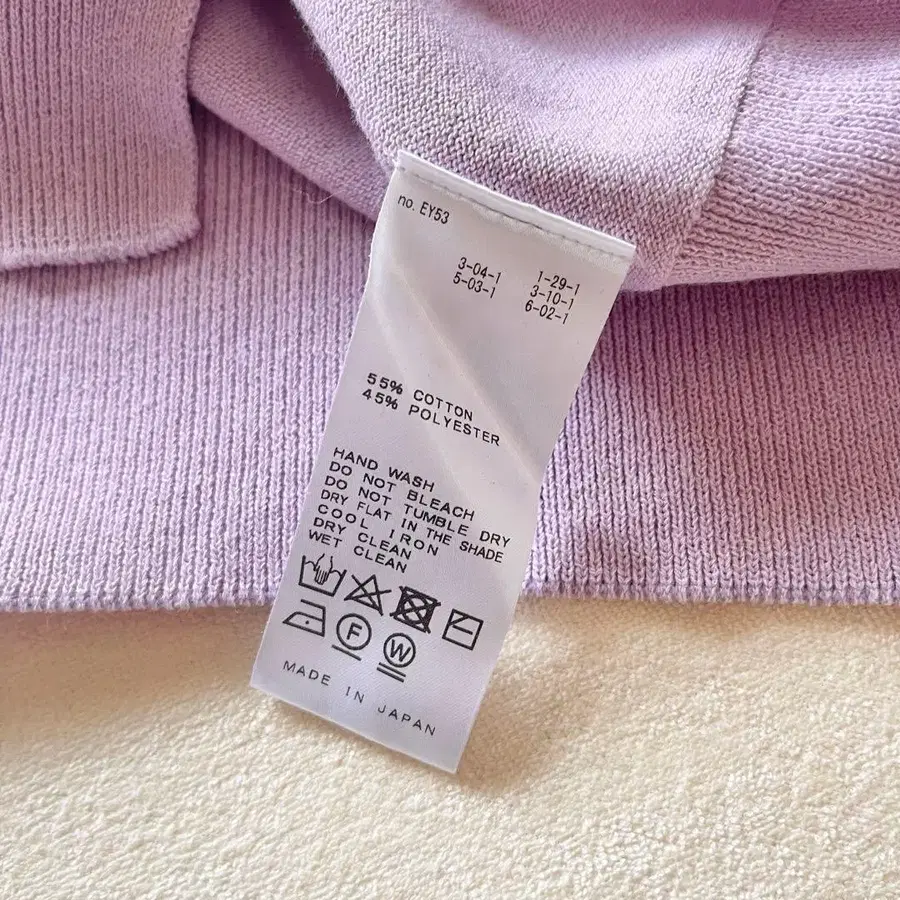 no. EY53
3-04-1 1-29-1
5-03-1 3-10-1
6-02-1
55% COTTON
45% POLYESTER
HAND WASH
DO NOT BLEACH
DO NOT TUMBLE DRY
DRY FLAT IN THE SHADE
COOL IRON
DRY CLEAN
WET CLEAN
F
W
MADE IN JAPAN